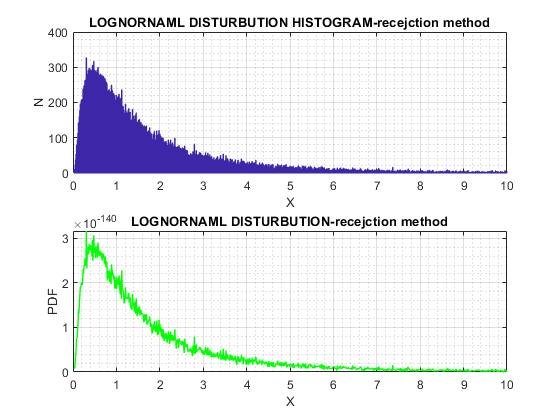 LOGNORNAML DISTURBUTION HISTOGRAM-recejction method
400
300
200
100
0
N
0 1 2 3 4 5 6 7 8 9 10
X
×10-140
LOGNORNAML DISTURBUTION-recejction method
3
2
1
0
PDF
0 1 2 3 4 5 6 7 8 9 10
X